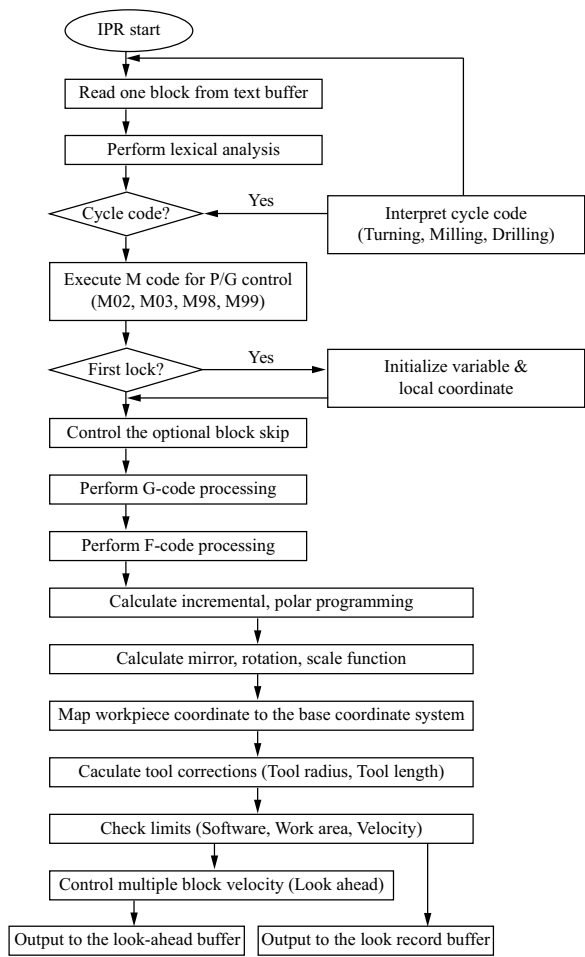 IPR start
Read one block from text buffer
Perform lexical analysis
Cycle code?
Yes
Interpret cycle code
(Turning, Milling, Drilling)
Execute M code for P/G control
(M02, M03, M98, M99)
First lock?
Yes
Initialize variable &
local coordinate
Control the optional block skip
Perform G-code processing
Perform F-code processing
Calculate incremental, polar programming
Calculate mirror, rotation, scale function
Map workpiece coordinate to the base coordinate system
Caculate tool corrections (Tool radius, Tool length)
Check limits (Software, Work area, Velocity)
Control multiple block velocity (Look ahead)
Output to the look-ahead buffer
Output to the look record buffer